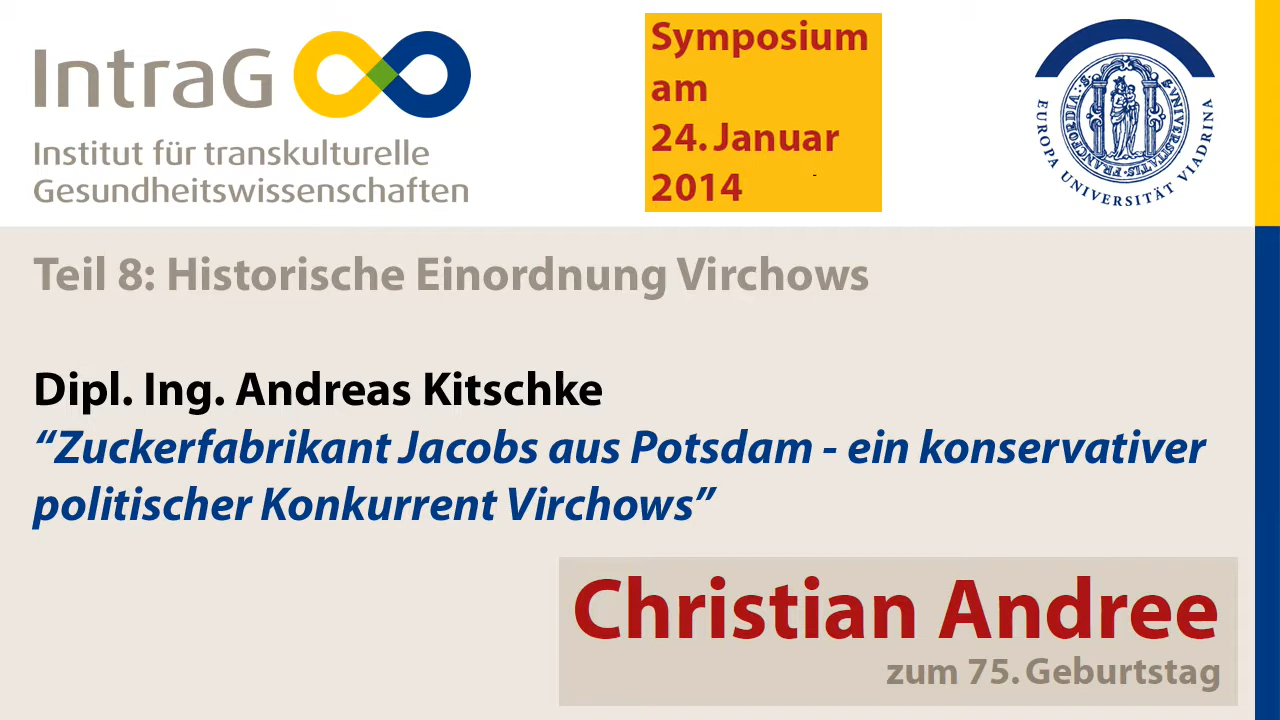 IntraG
Institut für transkulturelle
Gesundheitswissenschaften
Symposium
am
24. Januar
2014
EUROPA UNIVERSITÄT VIADRINA
Teil 8: Historische Einordnung Virchows
Dipl. Ing. Andreas Kitschke
“Zuckerfabrikant Jacobs aus Potsdam - ein konservativer
politischer Konkurrent Virchows”
Christian Andree
zum 75. Geburtstag